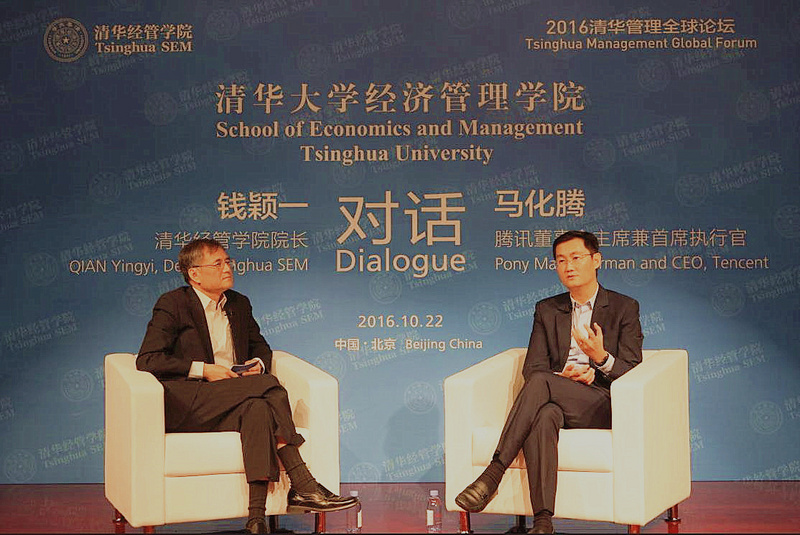 清华经管学院
Tsinghua SEM
2016清华管理全球论坛
Tsinghua Management Global Forum
清华大学经济管理学院
School of Economics and Management
Tsinghua University
钱颖一
清华经管学院院长
QIAN Yingyi, Tsinghua SEM
对话
Dialogue
马化腾
腾讯董事 主席兼首席执行官
Pony Ma and CEO, Tencent
2016.10.22
中国·北京 Beijing China